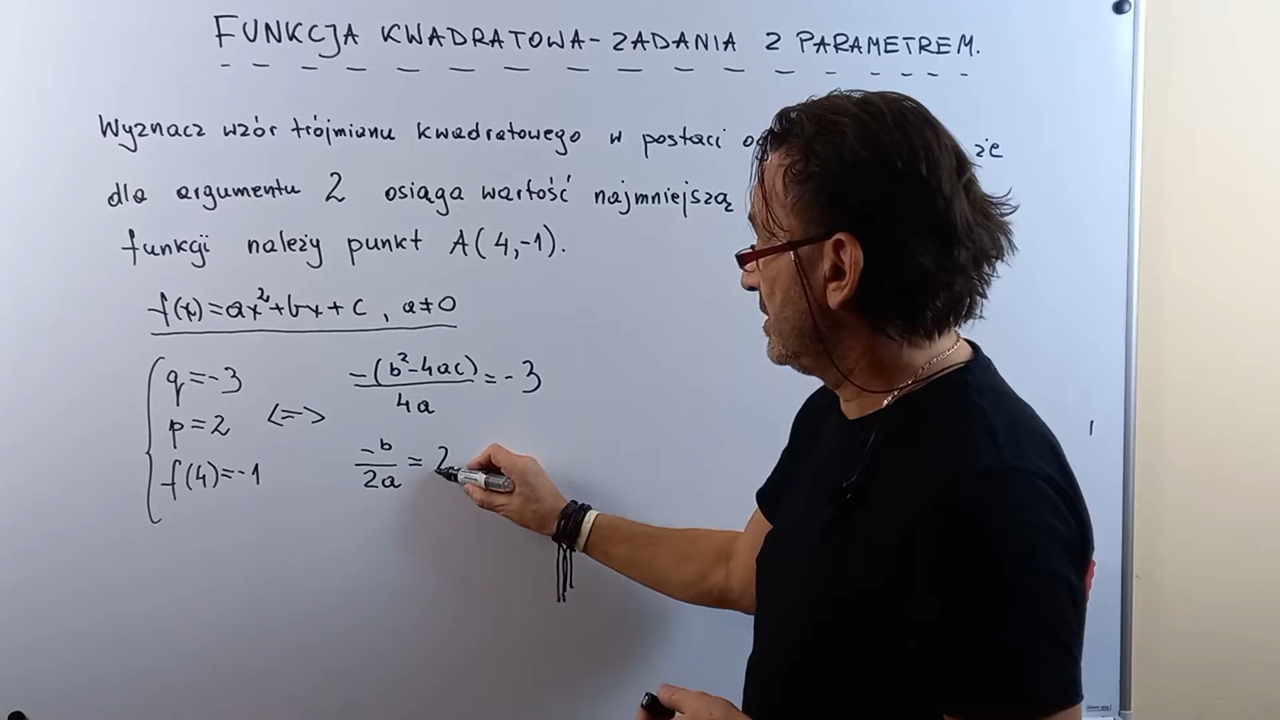 FUNKCJA KWADRATOWA - ZADANIA Z PARAMETREM.
Wyznacz wzór trójmianu kwadratowego w postaci że
dla argumentu 2 osiąga wartość najmniejszą
funkcji należy punkt A(4,-1).
f(x)=ax²+bx+c, a≠0
q=-3
p=2
f(4)=-1
<=>
-(b²-4ac)/4a = -3
-b/2a = 2